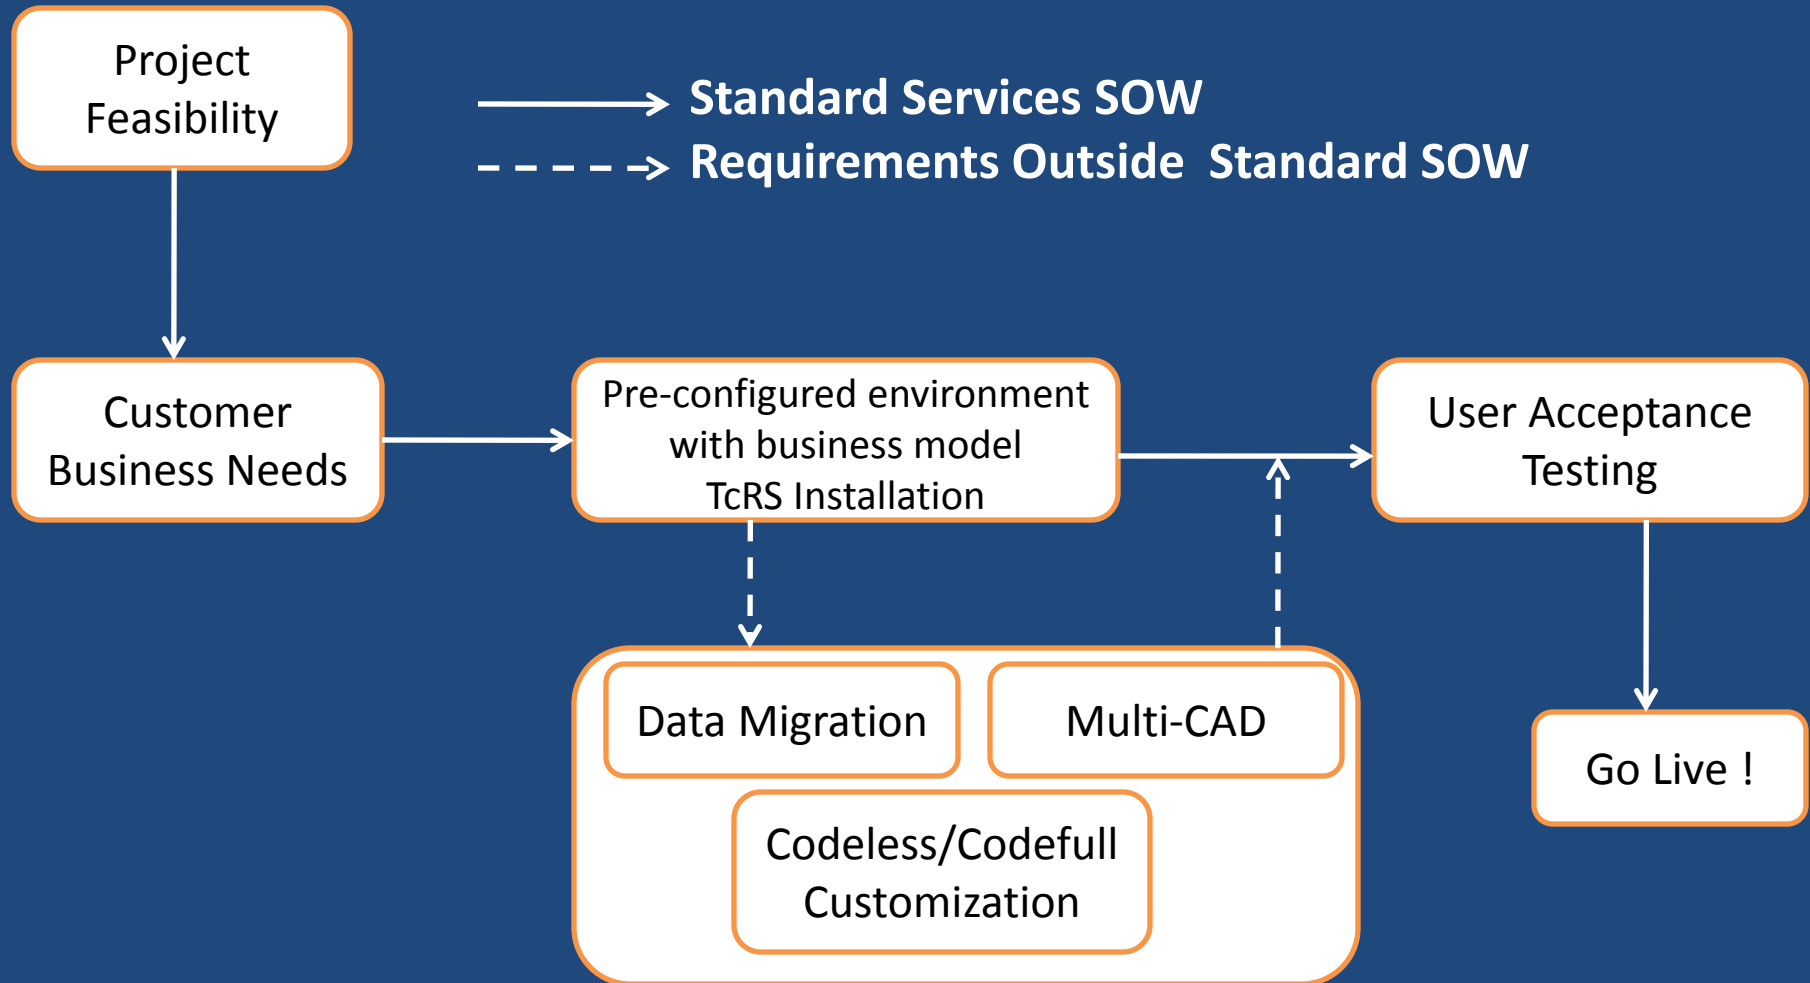 Project
Feasibility
Standard Services SOW
Requirements Outside  Standard SOW
Customer
Business Needs
Pre-configured environment
with business model
TcRS Installation
User Acceptance
Testing
Data Migration
Multi-CAD
Codeless/Codefull
Customization
Go Live !